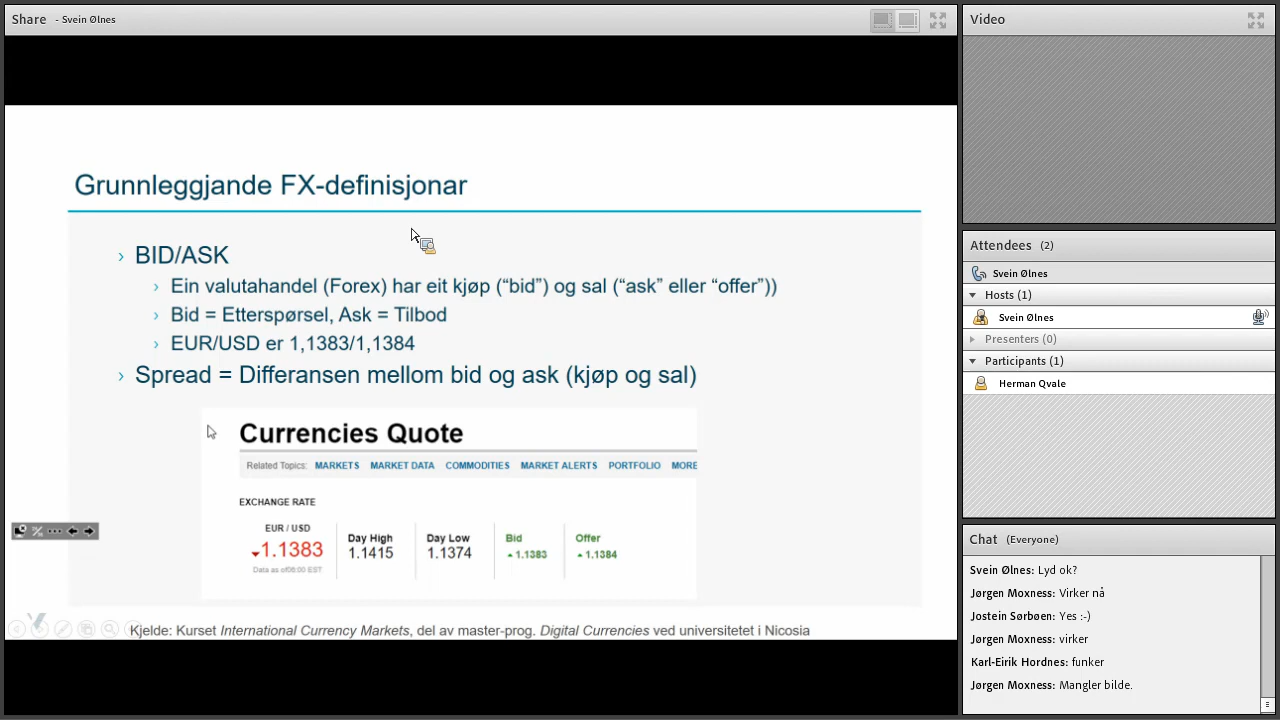 Share - Svein Ølnes
Grunnleggjande FX-definisjonar
› BID/ASK
› Ein valutahandel (Forex) har eit kjøp (“bid”) og sal (“ask” eller “offer”))
› Bid = Etterspørsel, Ask = Tilbod
› EUR/USD er 1,1383/1,1384
› Spread = Differansen mellom bid og ask (kjøp og sal)
Currencies Quote
Related Topics: MARKETS MARKET DATA COMMODITIES MARKET ALERTS PORTFOLIO MORE
EXCHANGE RATE
EUR / USD
1.1383
Data as of08:00 EST
Day High
1.1415
Day Low
1.1374
Bid
1.1383
Offer
1.1384
Kjelde: Kurset International Currency Markets, del av master-prog. Digital Currencies ved universitetet i Nicosia
Video
Attendees (2)
Svein Ølnes
Hosts (1)
Svein Ølnes
Presenters (0)
Participants (1)
Herman Qvale
Chat (Everyone)
Svein Ølnes: Lyd ok?
Jørgen Moxness: Virker nå
Jostein Sørbøen: Yes :-)
Jørgen Moxness: virker
Karl-Eirik Hordnes: funker
Jørgen Moxness: Mangler bilde.